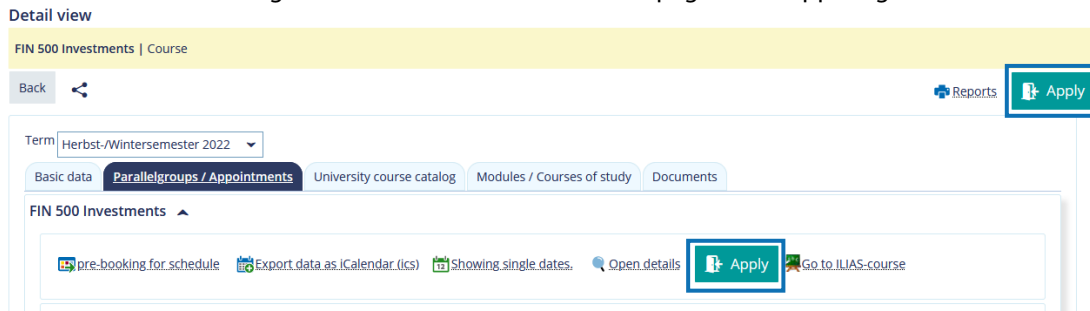 Detail view
FIN 500 Investments | Course
Back Reports Apply
Term Herbst-/Wintersemester 2022
Basic data Parallelgroups / Appointments University course catalog Modules / Courses of study Documents
FIN 500 Investments
pre-booking for schedule Export data as iCalendar (ics) 12 Showing single dates. Open details Apply Go to ILIAS-course